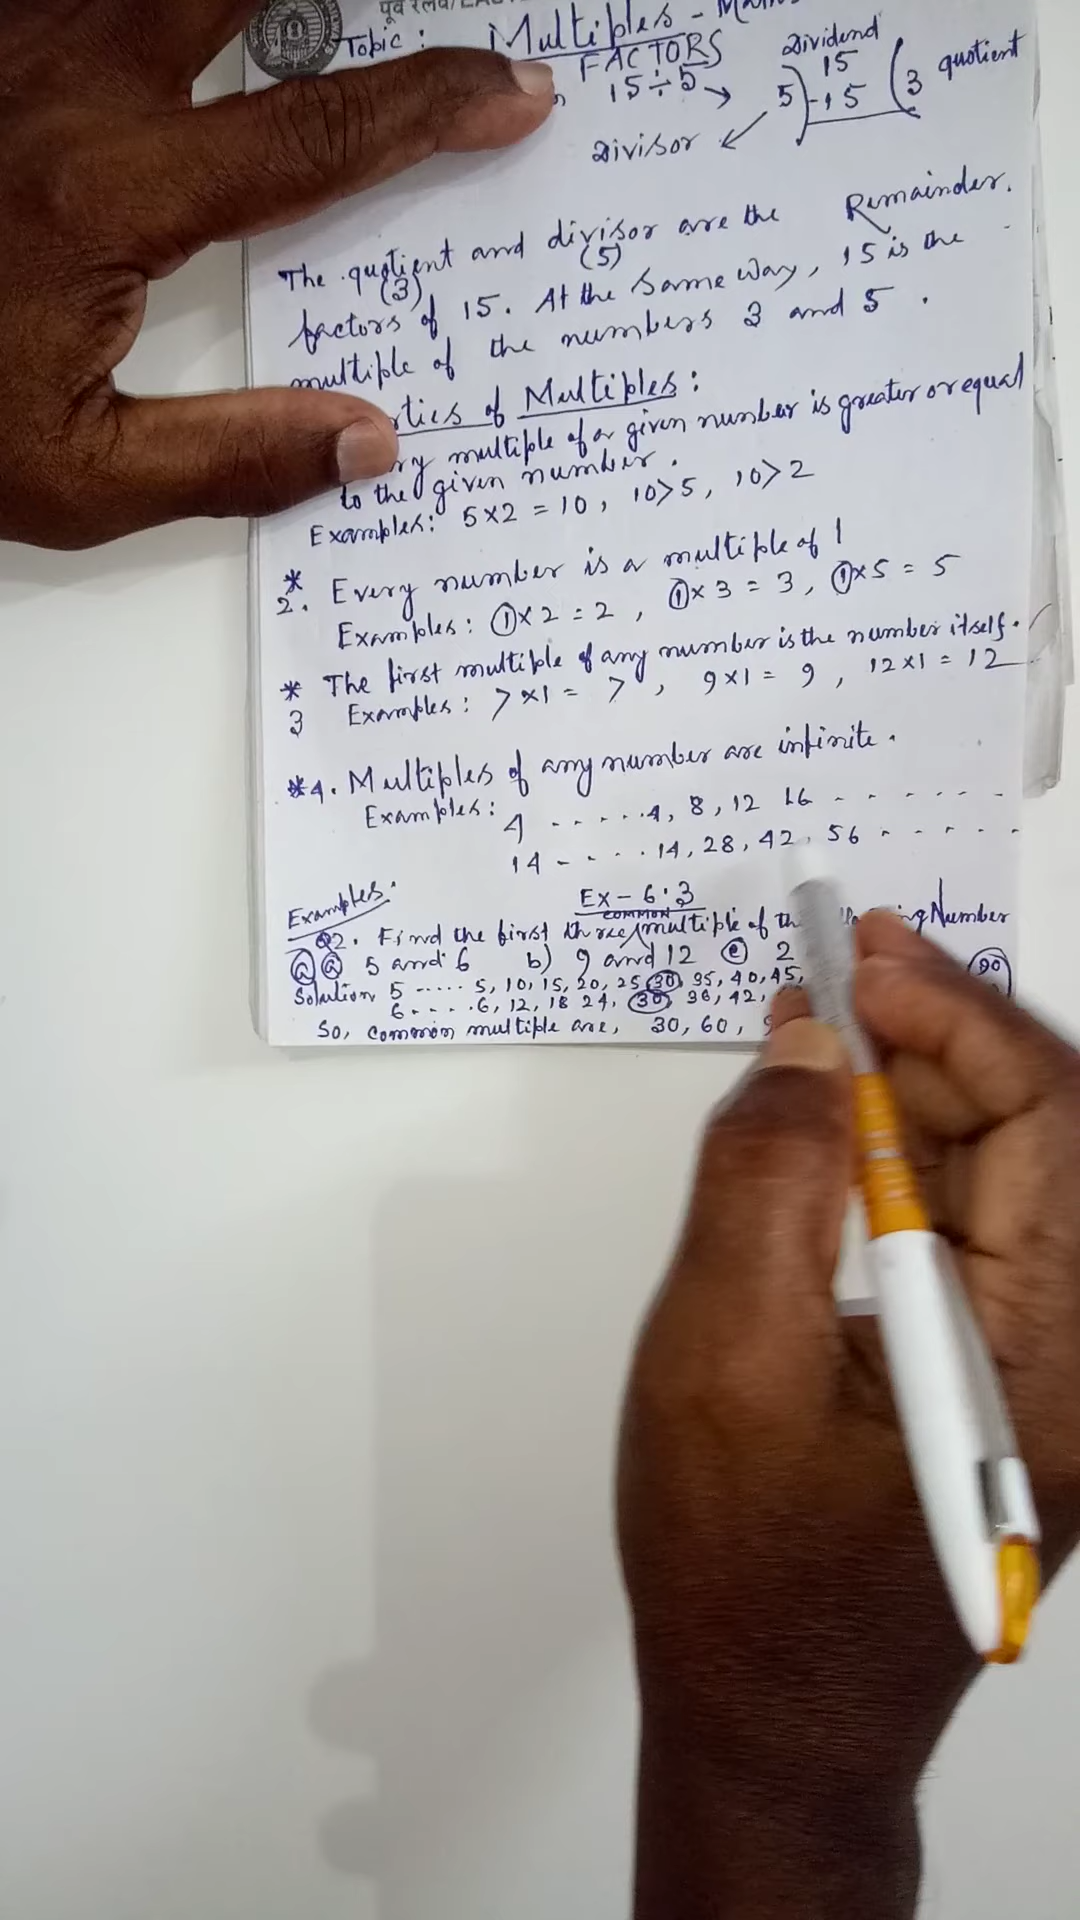 Topic : Multiples -
FACTORS
15 ÷ 5 → 5) 15 ( 3 quotient
Dividend
-15
Divisor
Remainder.
The quotient and divisor are the
(3) (5)
factors of 15. At the same way, 15 is the
multiple of the numbers 3 and 5 .
of Multiples :
multiple of a given number is greater or equal
to the given number .
Examples: 5×2 = 10 , 10>5, 10>2
* 2. Every number is a multiple of 1
Examples: ①×2 = 2 , ①×3 = 3 , ①×5 = 5
* 3 The first multiple of any number is the number itself.
Examples : 7×1 = 7 , 9×1 = 9 , 12×1 = 12
*4. Multiples of any number are infinite .
Examples: 4 ..... 4, 8, 12 16 - - - - - - -
14 - . . . . 14, 28, 42, 56 - - - - -
Examples. Ex - 6.3
COMMON
Q2. Find the first three/multiple of Number
ⓐ 5 and 6 b) 9 and 12 ⓔ 2
Solution 5 ..... 5, 10, 15, 20, 25 30, 35, 40, 45,
90
6 .....6, 12, 18 24, 30, 36, 42,
So, common multiple are, 30, 60,